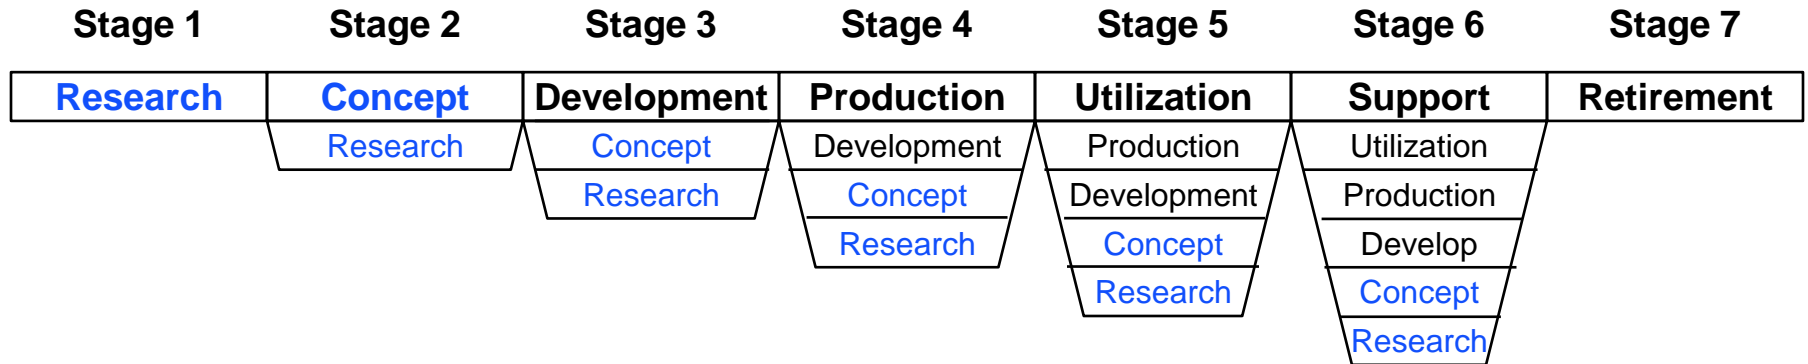 Stage 1 Stage 2 Stage 3 Stage 4 Stage 5 Stage 6 Stage 7
Research Concept Development Production Utilization Support Retirement
Research Concept Development Production Utilization
Research Concept Development Production
Research Concept Develop
Research Concept
Research